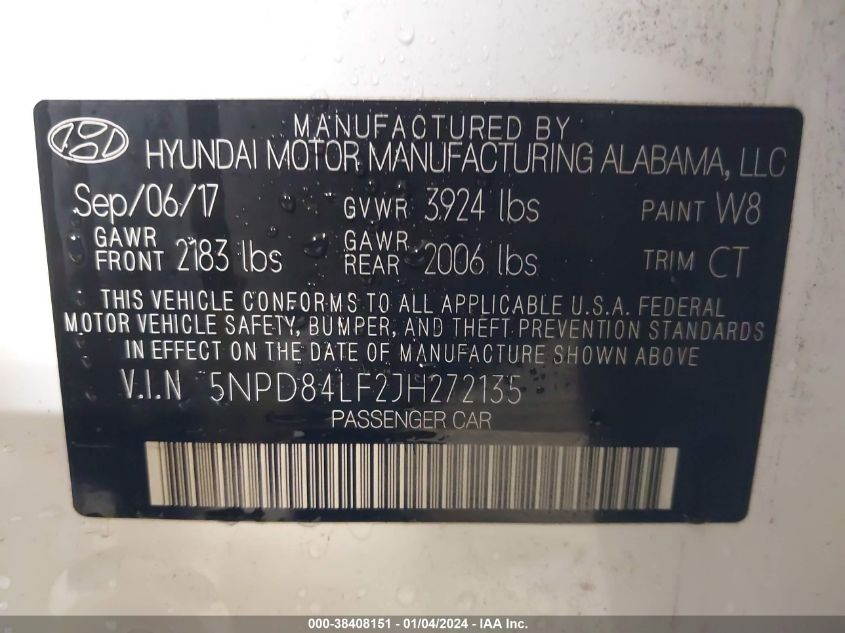 MANUFACTURED BY
HYUNDAI MOTOR MANUFACTURING ALABAMA, LLC
Sep/06/17 GVWR 3924 lbs PAINT W8
GAWR FRONT 2183 lbs GAWR REAR 2006 lbs TRIM CT
THIS VEHICLE CONFORMS TO ALL APPLICABLE U.S.A. FEDERAL
MOTOR VEHICLE SAFETY, BUMPER, AND THEFT PREVENTION STANDARDS
IN EFFECT ON THE DATE OF MANUFACTURE SHOWN ABOVE
V.I.N 5NPD84LF2JH272135
PASSENGER CAR
000-38408151 - 01/04/2024 - IAA Inc.